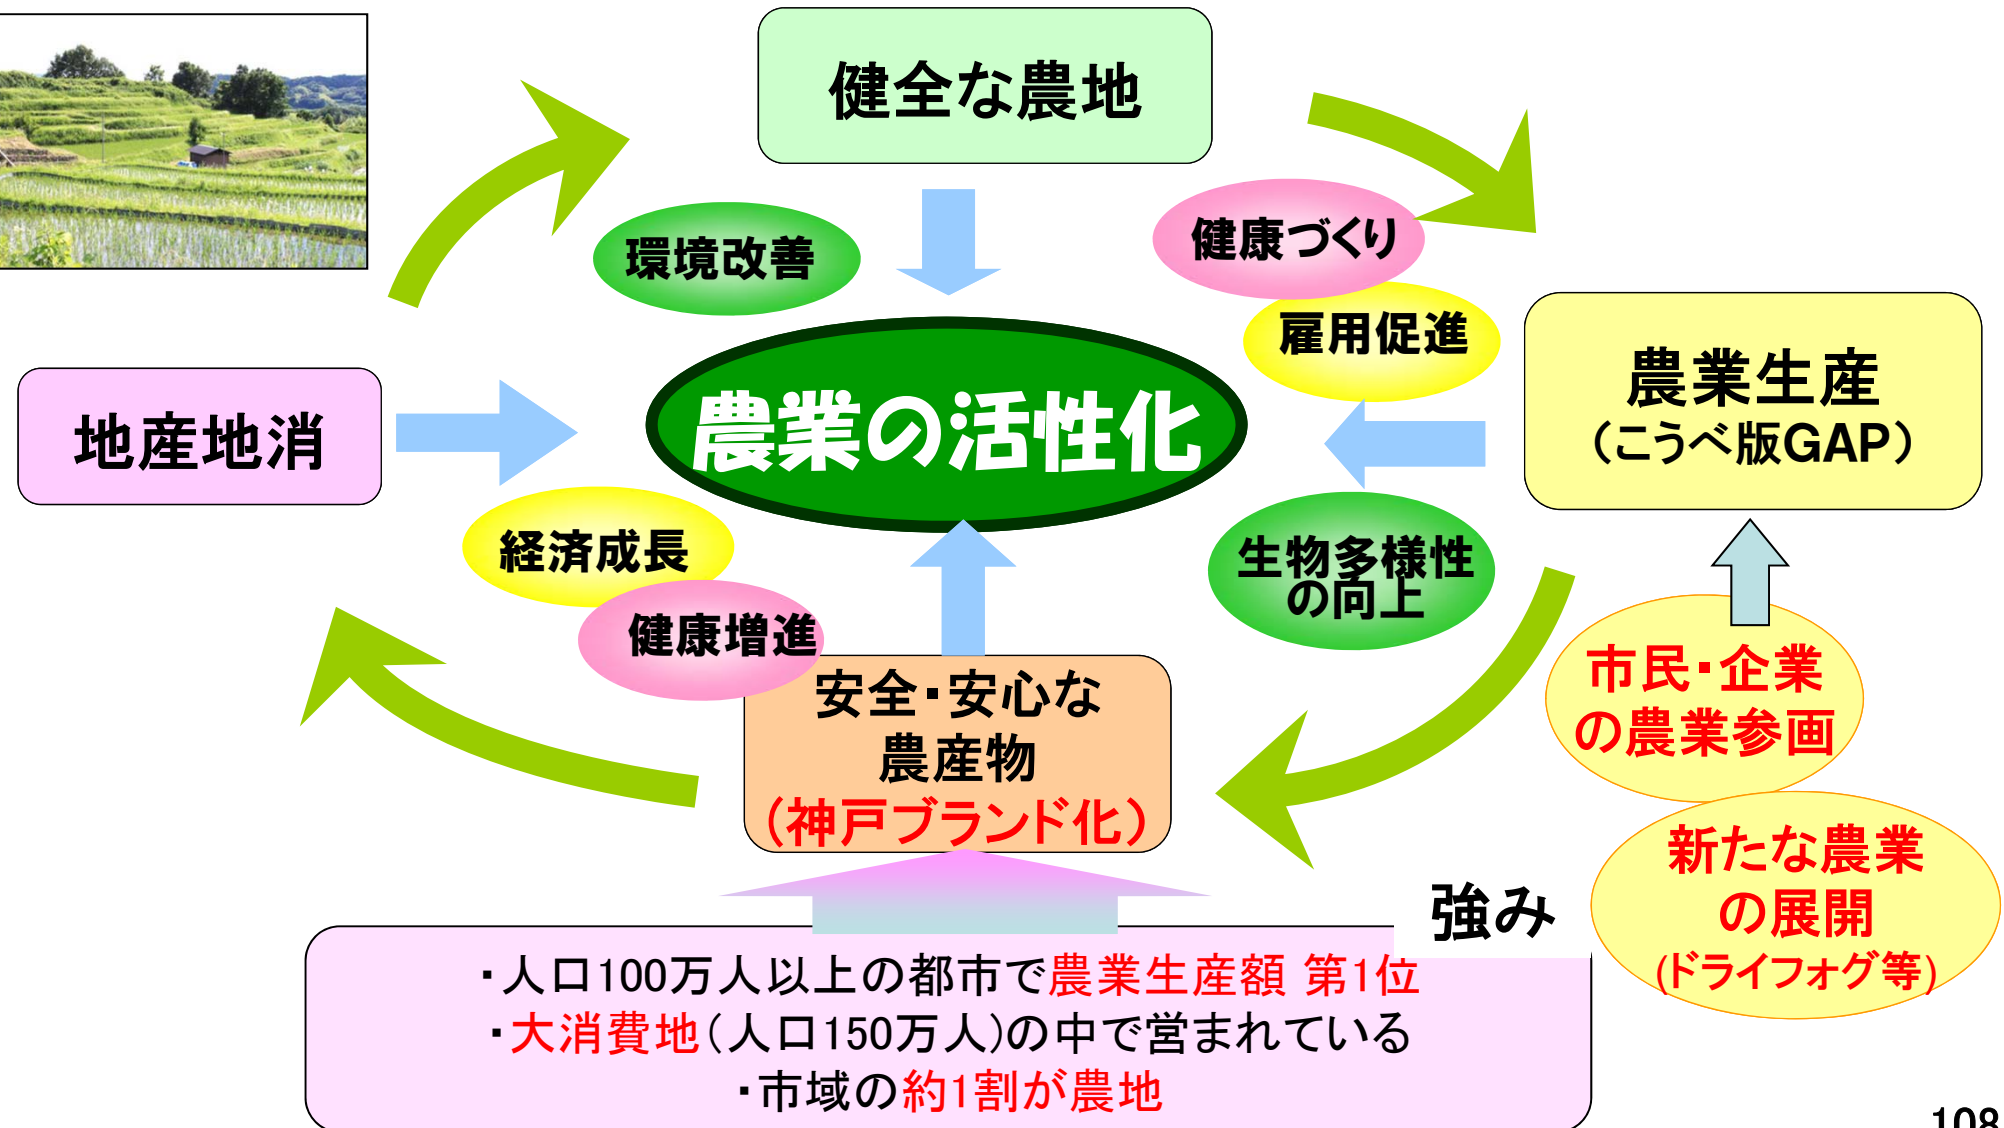 健全な農地
環境改善
健康づくり
雇用促進
農業生産
（こうべ版GAP）
地産地消
農業の活性化
経済成長
健康増進
生物多様性
の向上
安全・安心な
農産物
（神戸ブランド化）
市民・企業
の農業参画
新たな農業
の展開
(ドライフォグ等)
強み
・人口100万人以上の都市で農業生産額 第1位
・大消費地（人口150万人)の中で営まれている
・市域の約1割が農地
108